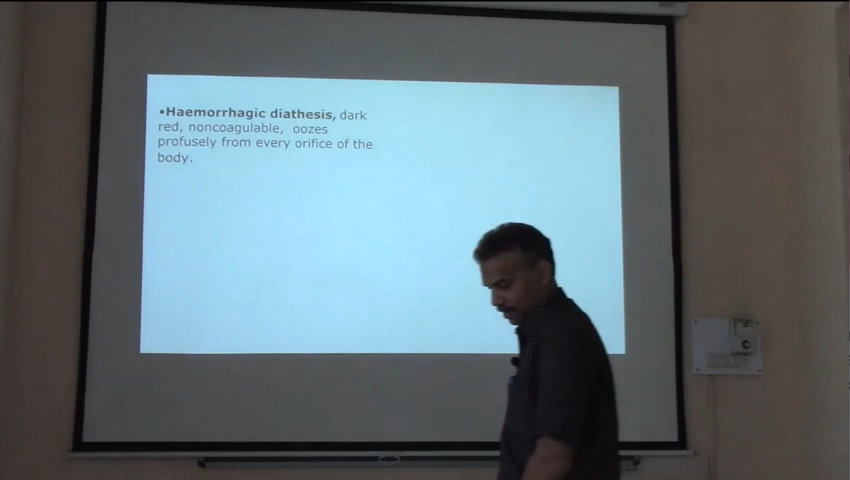 •Haemorrhagic diathesis, dark
red, noncoagulable, oozes
profusely from every orifice of the
body.